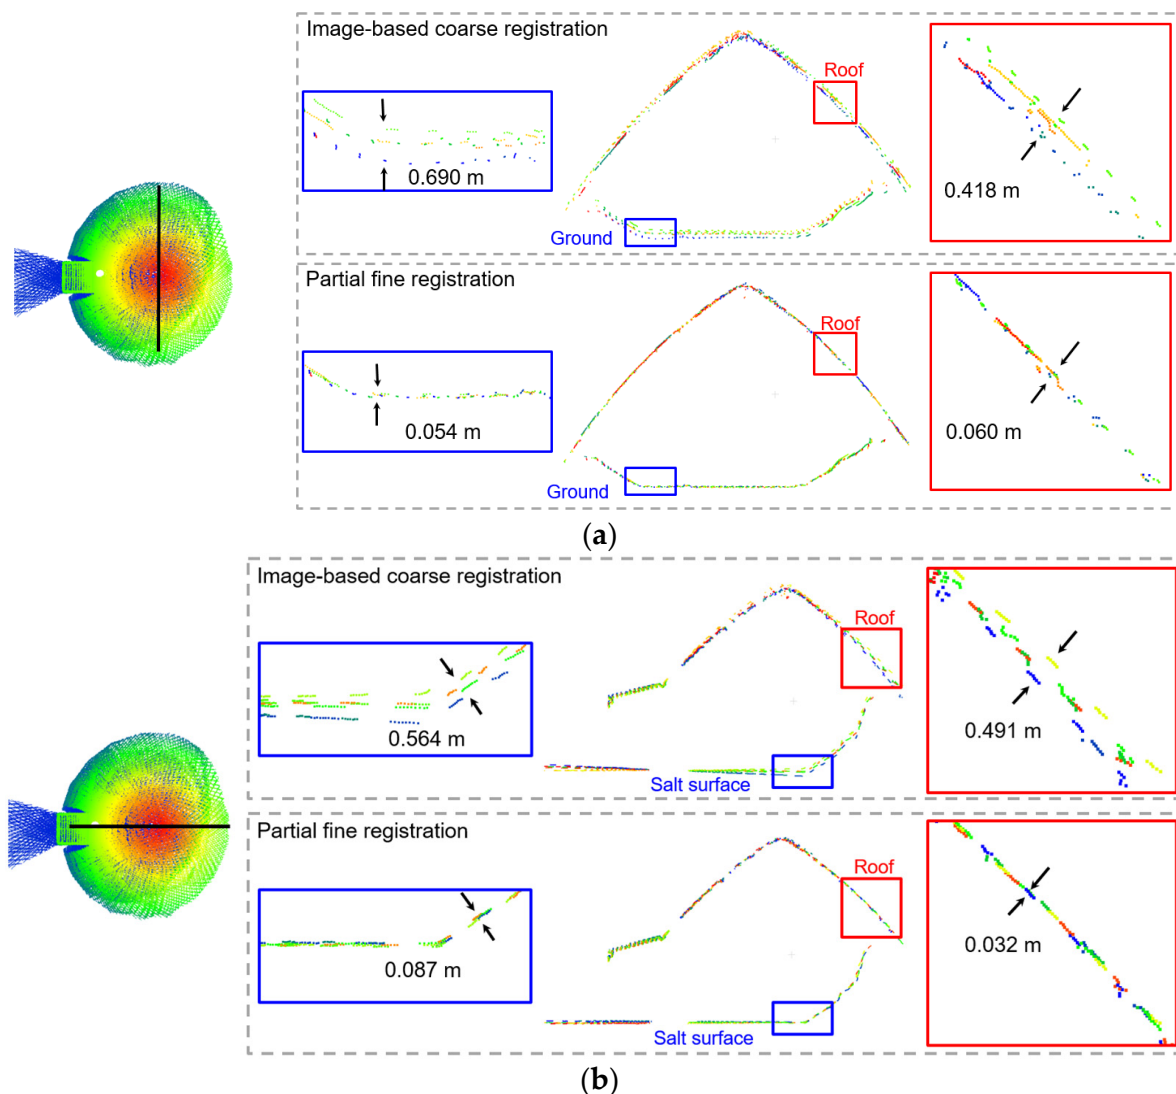 Image-based coarse registration
Roof
0.690 m
0.418 m
Ground
Partial fine registration
Roof
0.054 m
0.060 m
Ground
(a)
Image-based coarse registration
Roof
0.564 m
0.491 m
Salt surface
Partial fine registration
Roof
0.087 m
0.032 m
Salt surface
(b)